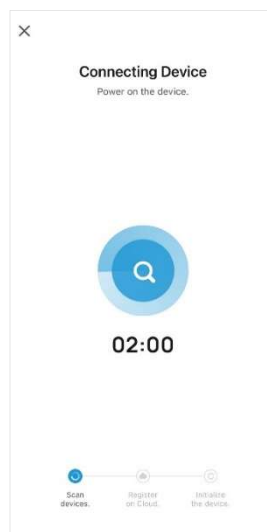 Connecting Device
Power on the device.
02:00
Scan
devices.
Register
on Cloud.
Initialize
the device.